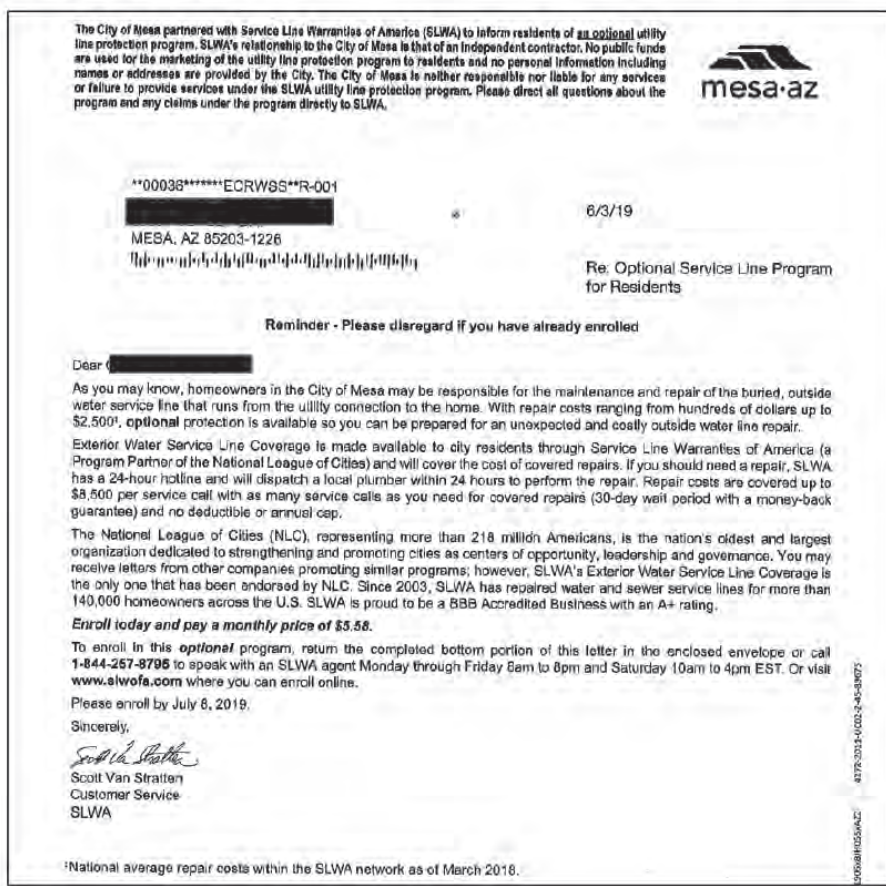 The City of Mesa partnered with Service Line Warranties of America (SLWA) to inform residents of an optional utility
line protection program. SLWA's relationship to the City of Mesa is that of an independent contractor. No public funds
are used for the marketing of the utility line protection program to residents and no personal information including
names or addresses are provided by the City. The City of Mesa is neither responsible nor liable for any services
or failure to provide services under the SLWA utility line protection program. Please direct all questions about the
program and any claims under the program directly to SLWA.
mesa·az
**00036*******ECRWSS**R-001
MESA, AZ 85203-1226
6/3/19
Re: Optional Service Line Program
for Residents
Reminder - Please disregard if you have already enrolled
Dear
As you may know, homeowners in the City of Mesa may be responsible for the maintenance and repair of the buried, outside
water service line that runs from the utility connection to the home. With repair costs ranging from hundreds of dollars up to
$2,500¹, optional protection is available so you can be prepared for an unexpected and costly outside water line repair.
Exterior Water Service Line Coverage is made available to city residents through Service Line Warranties of America (a
Program Partner of the National League of Cities) and will cover the cost of covered repairs. If you should need a repair, SLWA
has a 24-hour hotline and will dispatch a local plumber within 24 hours to perform the repair. Repair costs are covered up to
$8,500 per service call with as many service calls as you need for covered repairs (30-day wait period with a money-back
guarantee) and no deductible or annual cap.
The National League of Cities (NLC), representing more than 218 million Americans, is the nation's oldest and largest
organization dedicated to strengthening and promoting cities as centers of opportunity, leadership and governance. You may
receive letters from other companies promoting similar programs; however, SLWA's Exterior Water Service Line Coverage is
the only one that has been endorsed by NLC. Since 2003, SLWA has repaired water and sewer service lines for more than
140,000 homeowners across the U.S. SLWA is proud to be a BBB Accredited Business with an A+ rating.
Enroll today and pay a monthly price of $5.58.
To enroll in this optional program, return the completed bottom portion of this letter in the enclosed envelope or call
1-844-257-8795 to speak with an SLWA agent Monday through Friday 8am to 8pm and Saturday 10am to 4pm EST. Or visit
www.slwofa.com where you can enroll online.
Please enroll by July 8, 2019.
Sincerely,
Scott Van Stratten
Scott Van Stratten
Customer Service
SLWA
¹National average repair costs within the SLWA network as of March 2018.